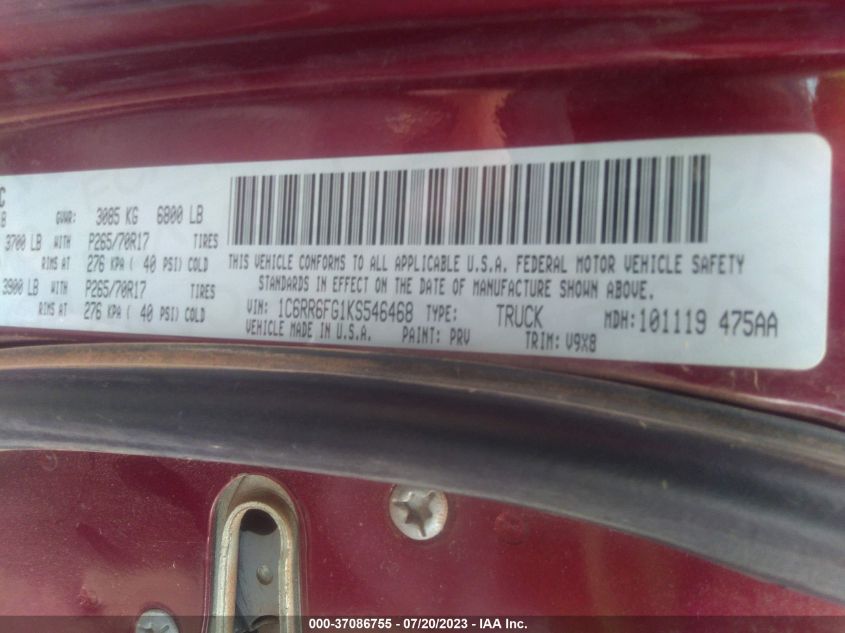 C
B GVWR: 3085 KG 6800 LB
3700 LB WITH P265/70R17 TIRES
RIMS AT 276 KPA ( 40 PSI) COLD
3900 LB WITH P265/70R17 TIRES
RIMS AT 276 KPA ( 40 PSI) COLD
THIS VEHICLE CONFORMS TO ALL APPLICABLE U.S.A. FEDERAL MOTOR VEHICLE SAFETY
STANDARDS IN EFFECT ON THE DATE OF MANUFACTURE SHOWN ABOVE.
VIN: 1C6RR6FG1KS546468 TYPE: TRUCK MDH:101119 475AA
VEHICLE MADE IN U.S.A. PAINT: PRV TRIM: V9X8
000-37086755 - 07/20/2023 - IAA Inc.